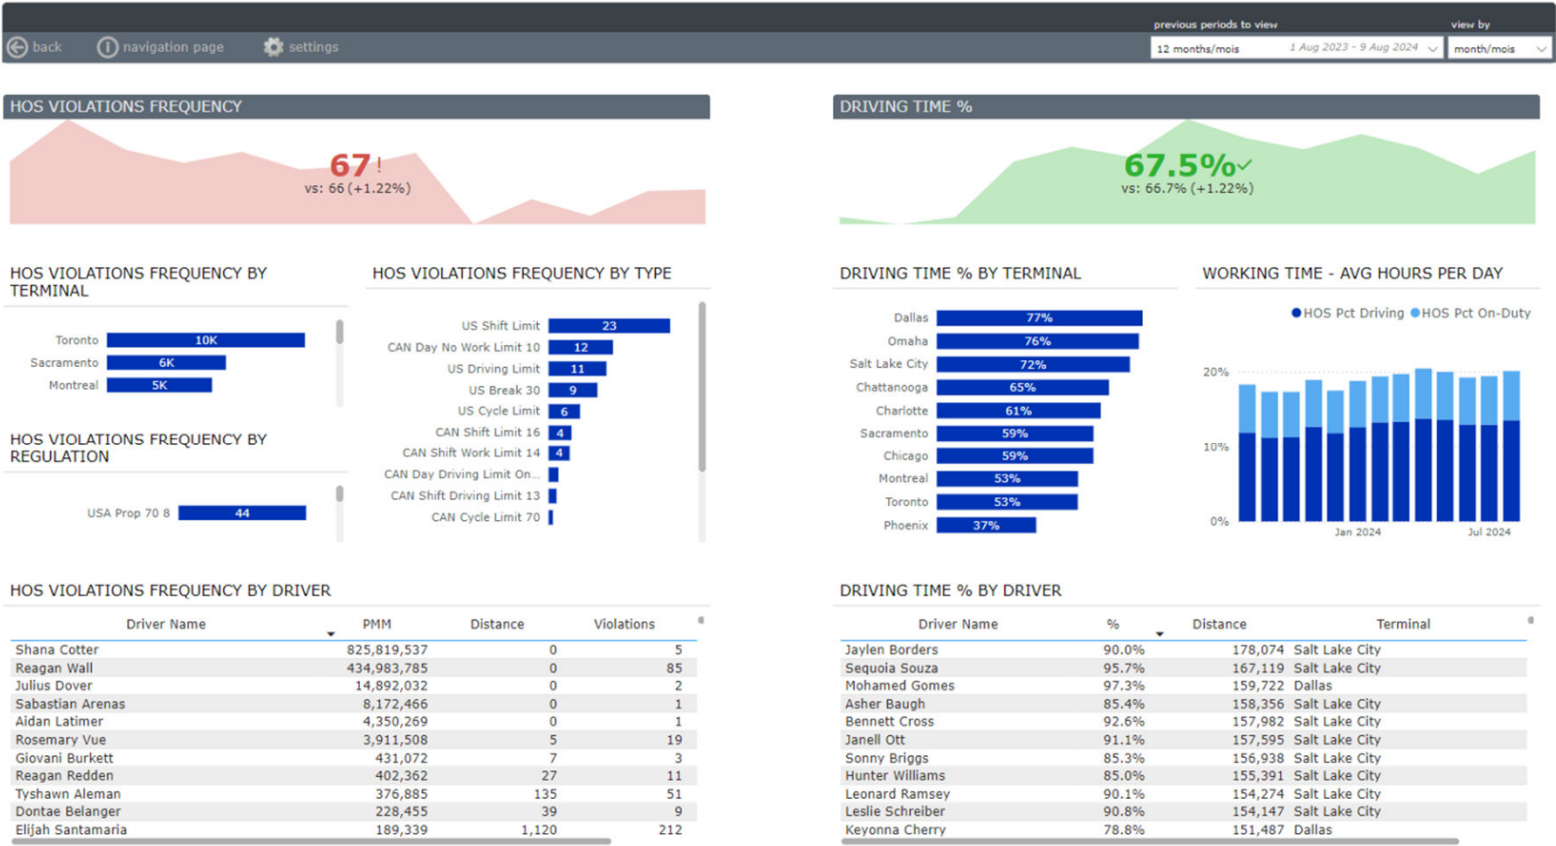 previous periods to view
view by
back
navigation page
settings
12 months/mois 1 Aug 2023 - 9 Aug 2024
month/mois
HOS VIOLATIONS FREQUENCY
67!
vs: 66 (+1.22%)
DRIVING TIME %
67.5%
vs: 66.7% (+1.22%)
HOS VIOLATIONS FREQUENCY BY
TERMINAL
Toronto 10K
Sacramento 6K
Montreal 5K
HOS VIOLATIONS FREQUENCY BY
REGULATION
USA Prop 70 8 44
HOS VIOLATIONS FREQUENCY BY TYPE
US Shift Limit 23
CAN Day No Work Limit 10 12
US Driving Limit 11
US Break 30 9
US Cycle Limit 6
CAN Shift Limit 16 4
CAN Shift Work Limit 14 4
CAN Day Driving Limit On...
CAN Shift Driving Limit 13
CAN Cycle Limit 70
DRIVING TIME % BY TERMINAL
Dallas 77%
Omaha 76%
Salt Lake City 72%
Chattanooga 65%
Charlotte 61%
Sacramento 59%
Chicago 59%
Montreal 53%
Toronto 53%
Phoenix 37%
WORKING TIME - AVG HOURS PER DAY
HOS Pct Driving HOS Pct On-Duty
20%
10%
0%
Jan 2024 Jul 2024
HOS VIOLATIONS FREQUENCY BY DRIVER
Driver Name PMM Distance Violations
Shana Cotter 825,819,537 0 5
Reagan Wall 434,983,785 0 85
Julius Dover 14,892,032 0 2
Sabastian Arenas 8,172,466 0 1
Aidan Latimer 4,350,269 0 1
Rosemary Vue 3,911,508 5 19
Giovani Burkett 431,072 7 3
Reagan Redden 402,362 27 11
Tyshawn Aleman 376,885 135 51
Dontae Belanger 228,455 39 9
Elijah Santamaria 189,339 1,120 212
DRIVING TIME % BY DRIVER
Driver Name % Distance Terminal
Jaylen Borders 90.0% 178,074 Salt Lake City
Sequoia Souza 95.7% 167,119 Salt Lake City
Mohamed Gomes 97.3% 159,722 Dallas
Asher Baugh 85.4% 158,356 Salt Lake City
Bennett Cross 92.6% 157,982 Salt Lake City
Janell Ott 91.1% 157,595 Salt Lake City
Sonny Briggs 85.3% 156,938 Salt Lake City
Hunter Williams 85.0% 155,391 Salt Lake City
Leonard Ramsey 90.1% 154,274 Salt Lake City
Leslie Schreiber 90.8% 154,147 Salt Lake City
Keyonna Cherry 78.8% 151,487 Dallas